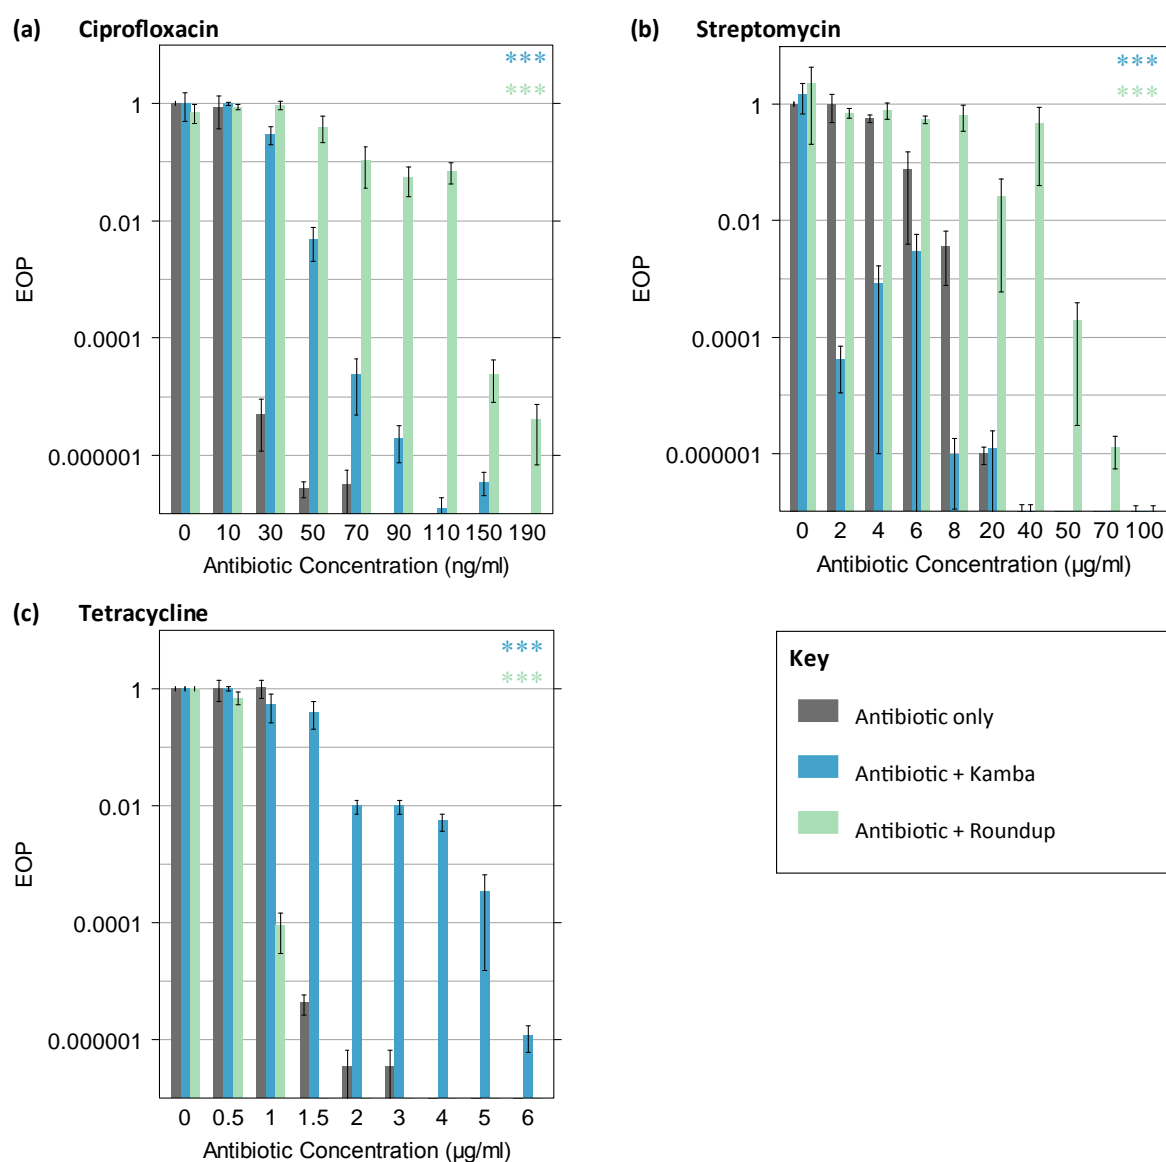 (a) Ciprofloxacin
***
***
1
0.01
0.0001
0.000001
EOP
0 10 30 50 70 90 110 150 190
Antibiotic Concentration (ng/ml)
(b) Streptomycin
***
***
1
0.01
0.0001
0.000001
EOP
0 2 4 6 8 20 40 50 70 100
Antibiotic Concentration (µg/ml)
(c) Tetracycline
***
***
1
0.01
0.0001
0.000001
EOP
0 0.5 1 1.5 2 3 4 5 6
Antibiotic Concentration (µg/ml)
Key
Antibiotic only
Antibiotic + Kamba
Antibiotic + Roundup